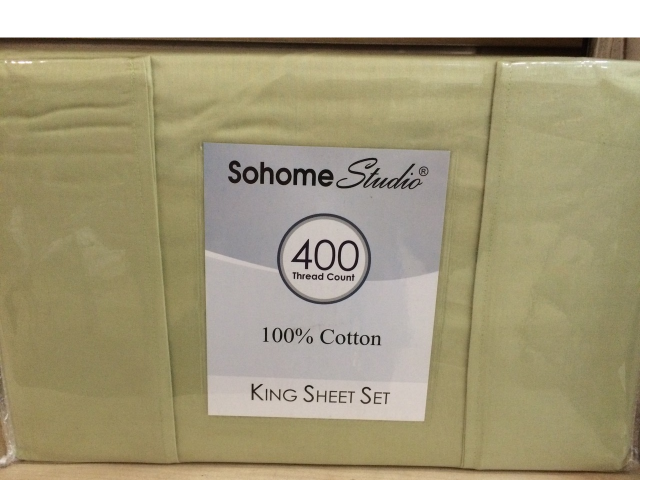 Sohome Studio®
400
Thread Count
100% Cotton
King Sheet Set